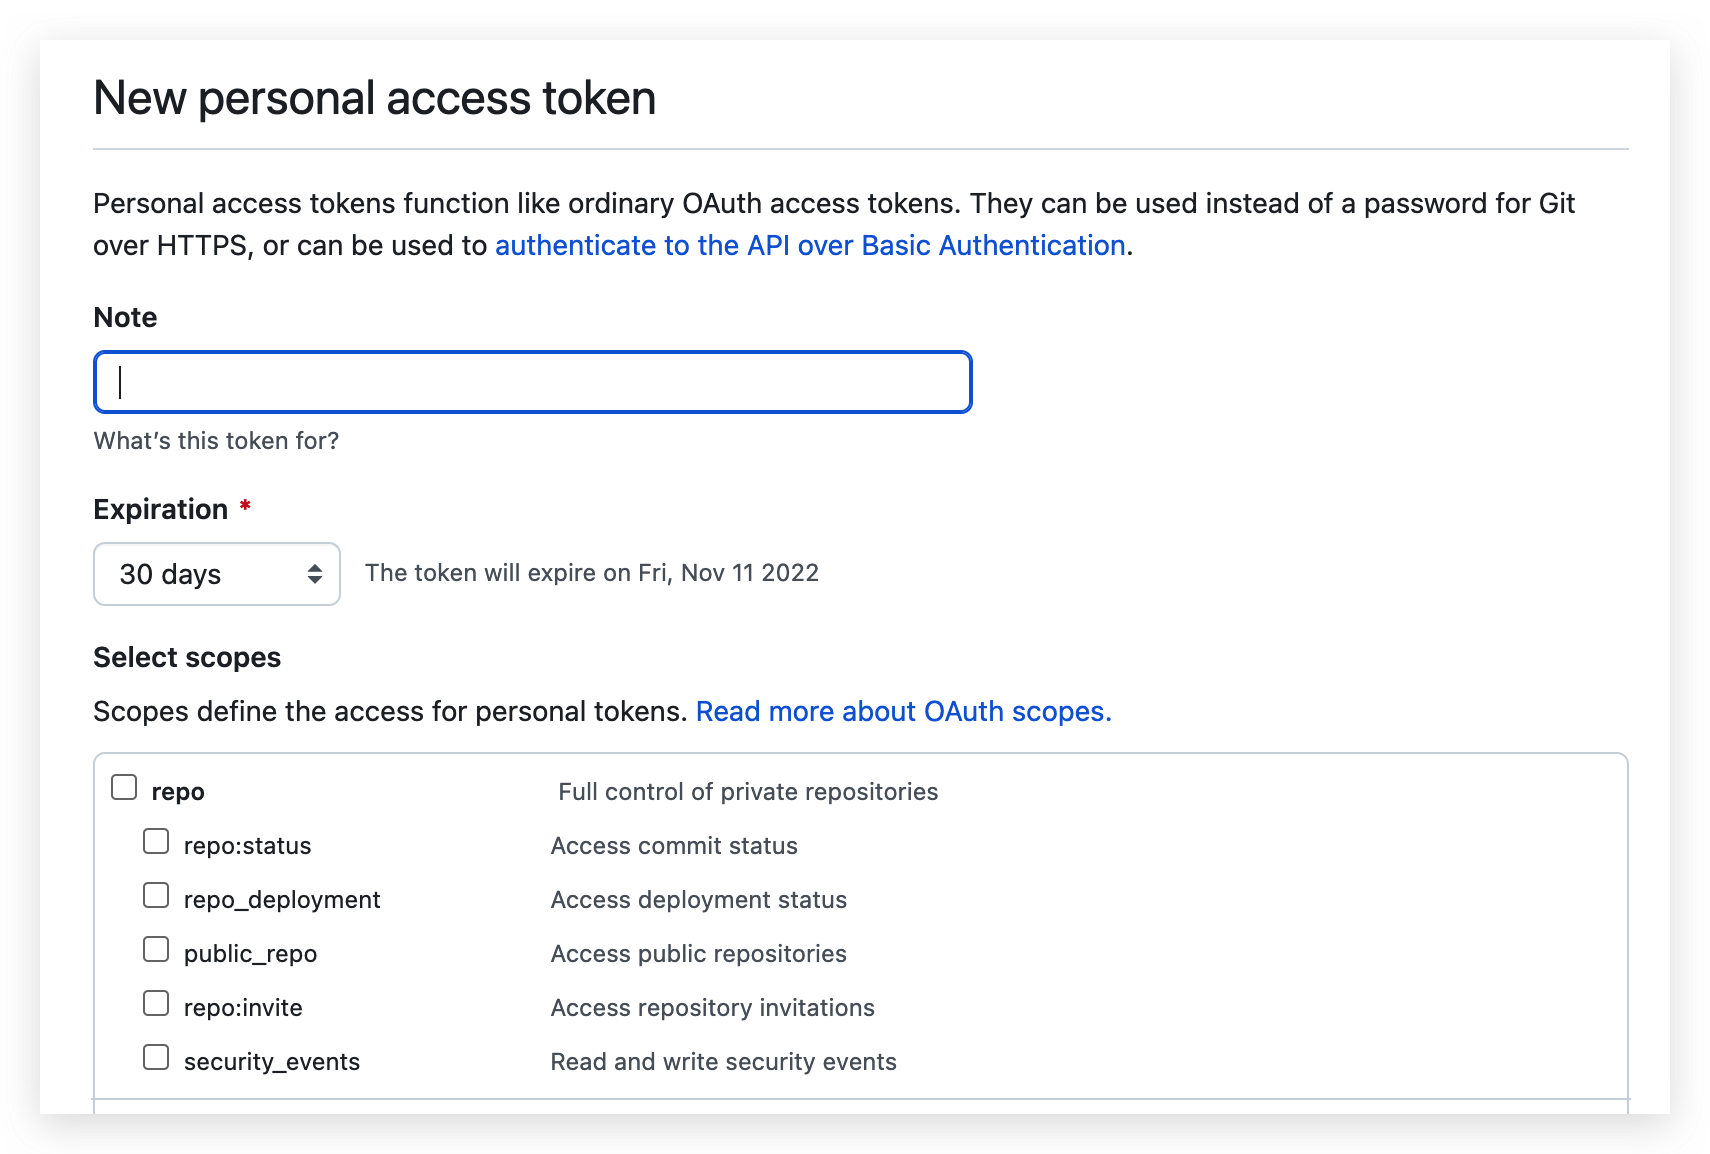 New personal access token
Personal access tokens function like ordinary OAuth access tokens. They can be used instead of a password for Git
over HTTPS, or can be used to authenticate to the API over Basic Authentication.
Note
What's this token for?
Expiration *
30 days The token will expire on Fri, Nov 11 2022
Select scopes
Scopes define the access for personal tokens. Read more about OAuth scopes.
repo Full control of private repositories
repo:status Access commit status
repo_deployment Access deployment status
public_repo Access public repositories
repo:invite Access repository invitations
security_events Read and write security events